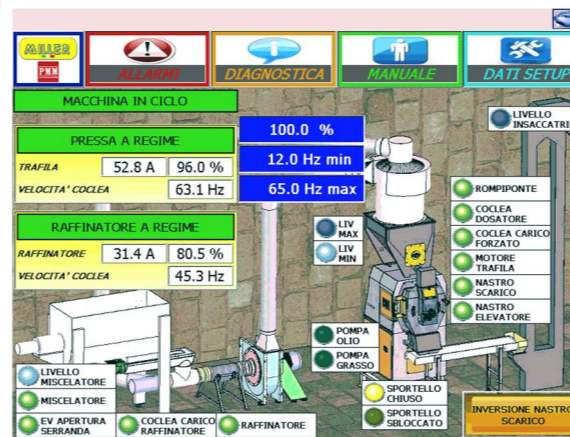 MILLER
PMM
ALLARMI
DIAGNOSTICA
MANUALE
DATI SETUP
MACCHINA IN CICLO
PRESSA A REGIME
TRAFILA 52.8 A 96.0 %
VELOCITA' COCLEA 63.1 Hz
100.0 %
12.0 Hz min
65.0 Hz max
RAFFINATORE A REGIME
RAFFINATORE 31.4 A 80.5 %
VELOCITA' COCLEA 45.3 Hz
LIVELLO
INSACCATRI
LIV
MAX
LIV
MIN
ROMPIPONTE
COCLEA
DOSATORE
COCLEA CARICO
FORZATO
MOTORE
TRAFILA
NASTRO
SCARICO
NASTRO
ELEVATORE
POMPA
OLIO
POMPA
GRASSO
LIVELLO
MISCELATORE
MISCELATORE
EV APERTURA
SERRANDA
COCLEA CARICO
RAFFINATORE
RAFFINATORE
SPORTELLO
CHIUSO
SPORTELLO
SBLOCCATO
INVERSIONE NASTRO
SCARICO